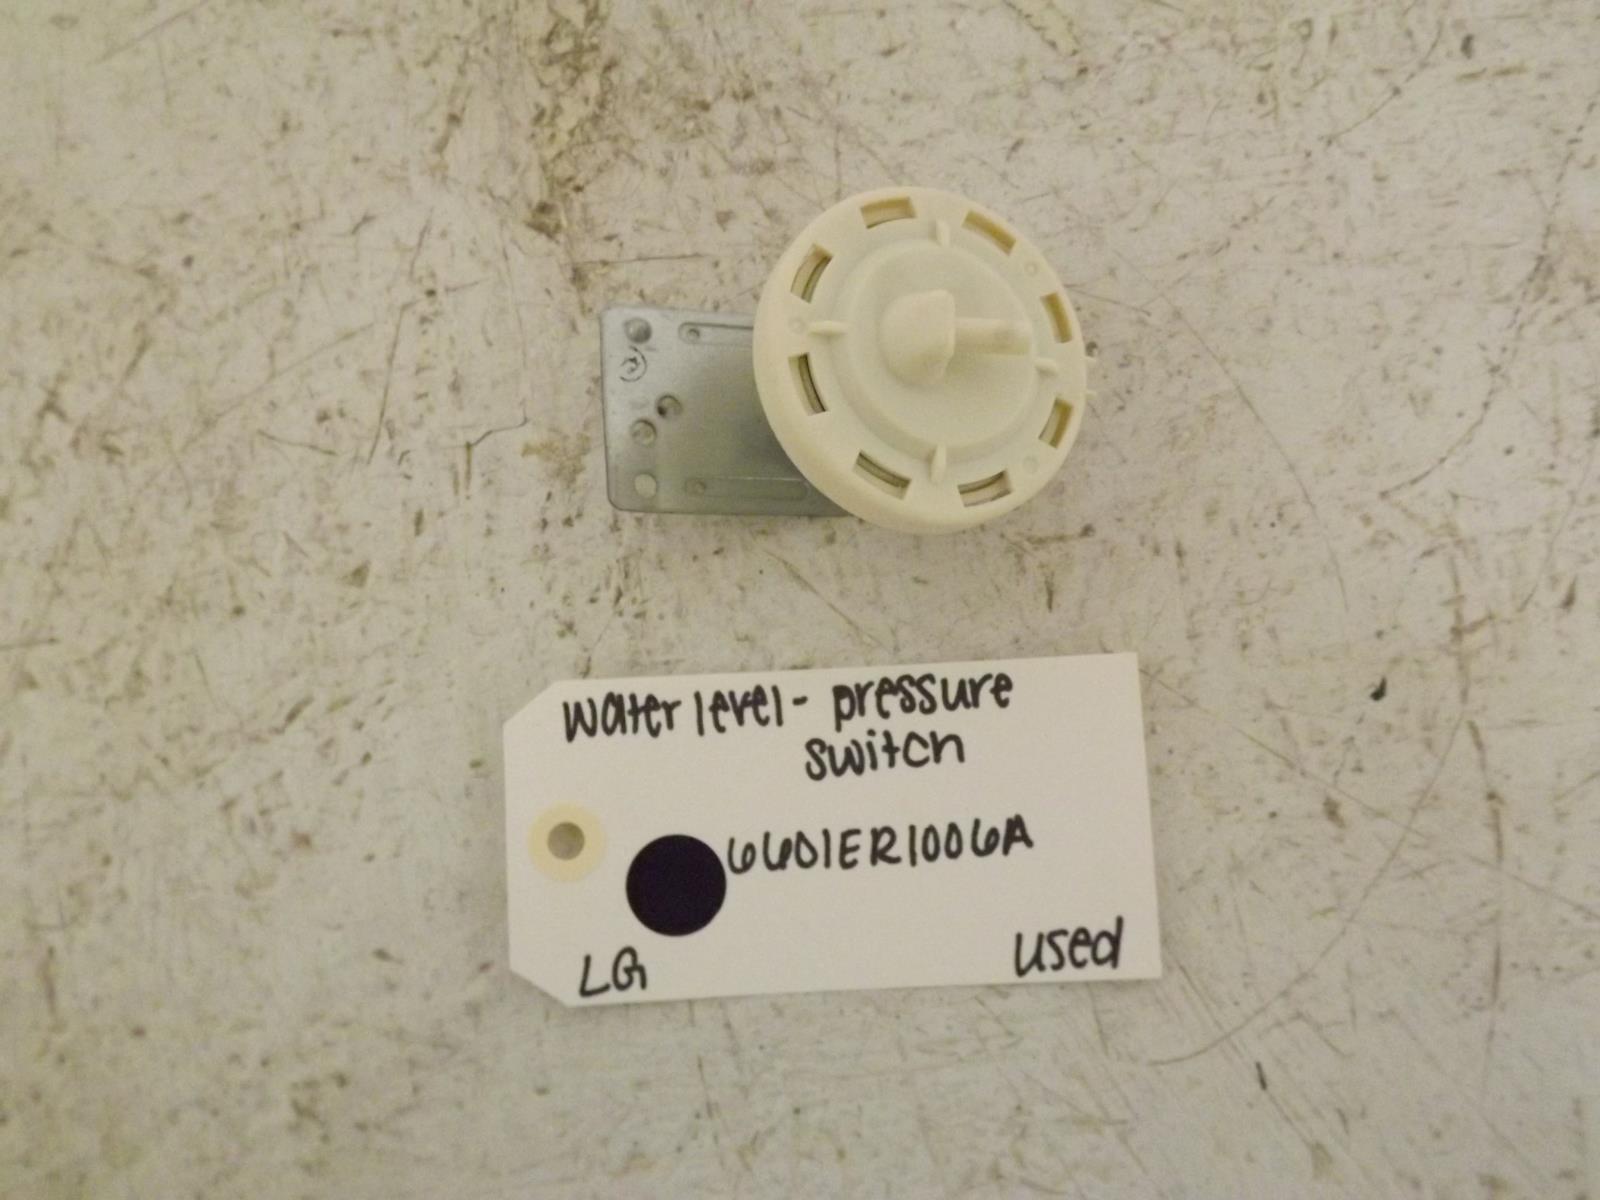 water level - pressure
switch
6601ER1006A
LG
used